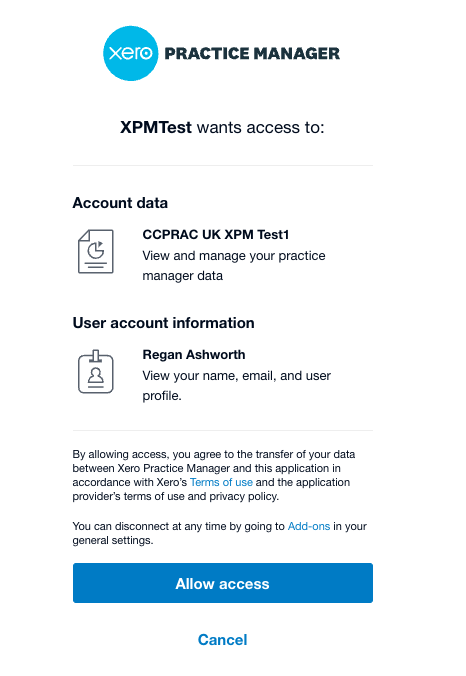 xero PRACTICE MANAGER
XPMTest wants access to:
Account data
CCPRAC UK XPM Test1
View and manage your practice
manager data
User account information
Regan Ashworth
View your name, email, and user
profile.
By allowing access, you agree to the transfer of your data
between Xero Practice Manager and this application in
accordance with Xero’s Terms of use and the application
provider’s terms of use and privacy policy.
You can disconnect at any time by going to Add-ons in your
general settings.
Allow access
Cancel